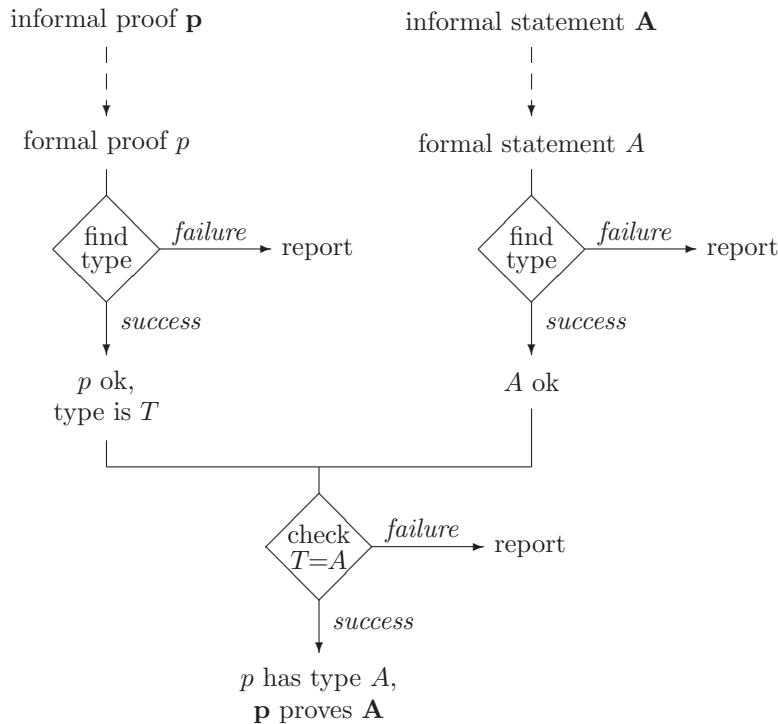 informal proof p
informal statement A
formal proof p
formal statement A
find
type
failure
report
find
type
failure
report
success
success
p ok,
type is T
A ok
check
T=A
failure
report
success
p has type A,
p proves A